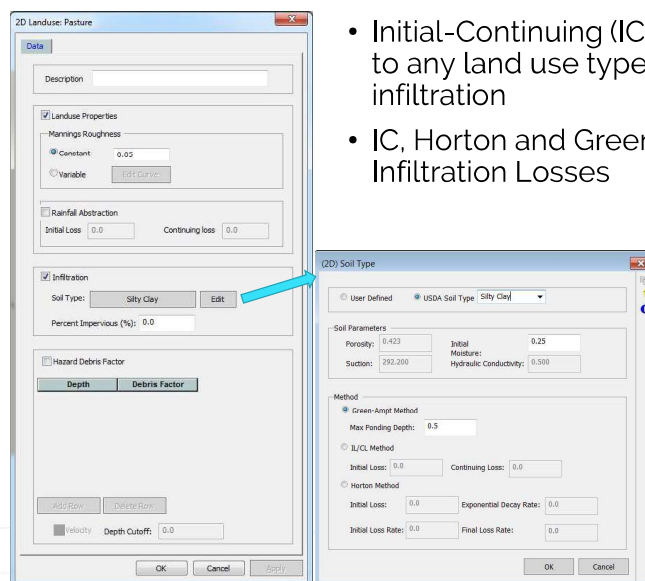 2D Landuse: Pasture
Data
Description
Landuse Properties
Mannings Roughness
Constant 0.05
Variable Edit Curve
Rainfall Abstraction
Initial Loss 0.0 Continuing loss 0.0
Infiltration
Soil Type: Silty Clay Edit
Percent Impervious (%): 0.0
Hazard Debris Factor
Depth Debris Factor
Add Row Delete Row
Velocity Depth Cutoff: 0.0
OK Cancel Apply
• Initial-Continuing (IC
to any land use type
infiltration
• IC, Horton and Green
Infiltration Losses
(2D) Soil Type
User Defined USDA Soil Type Silty Clay
Soil Parameters
Porosity: 0.423 Initial Moisture: 0.25
Suction: 292.200 Hydraulic Conductivity: 0.500
Method
Green-Ampt Method
Max Ponding Depth: 0.5
IL/CL Method
Initial Loss: 0.0 Continuing Loss: 0.0
Horton Method
Initial Loss: 0.0 Exponential Decay Rate: 0.0
Initial Loss Rate: 0.0 Final Loss Rate: 0.0
OK Cancel